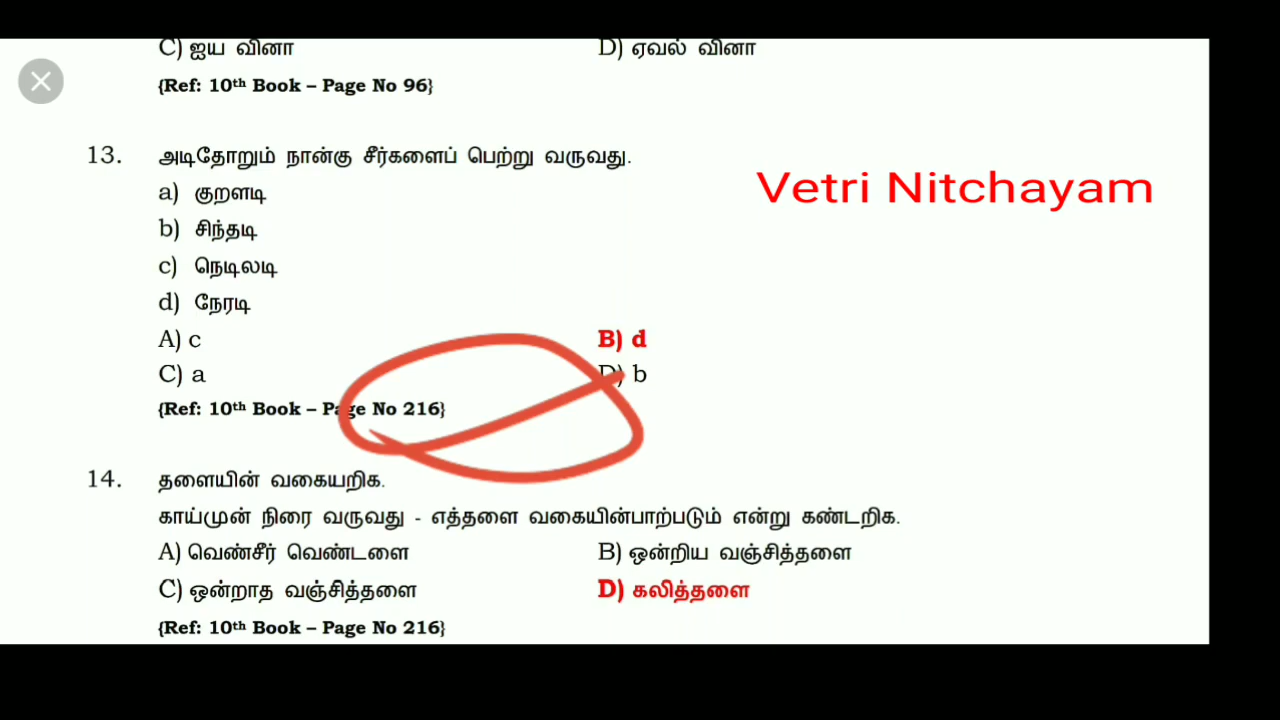 C) ஐய வினா D) ஏவல் வினா
{Ref: 10th Book – Page No 96}
13. அடிதோறும் நான்கு சீர்களைப் பெற்று வருவது.
Vetri Nitchayam
a) குறளடி
b) சிந்தடி
c) நெடிலடி
d) நேரடி
A) c B) d
C) a D) b
{Ref: 10th Book – Page No 216}
14. தளையின் வகையறிக.
காய்முன் நிரை வருவது - எத்தளை வகையின்பாற்படும் என்று கண்டறிக.
A) வெண்சீர் வெண்டளை B) ஒன்றிய வஞ்சித்தளை
C) ஒன்றாத வஞ்சித்தளை D) கலித்தளை
{Ref: 10th Book – Page No 216}